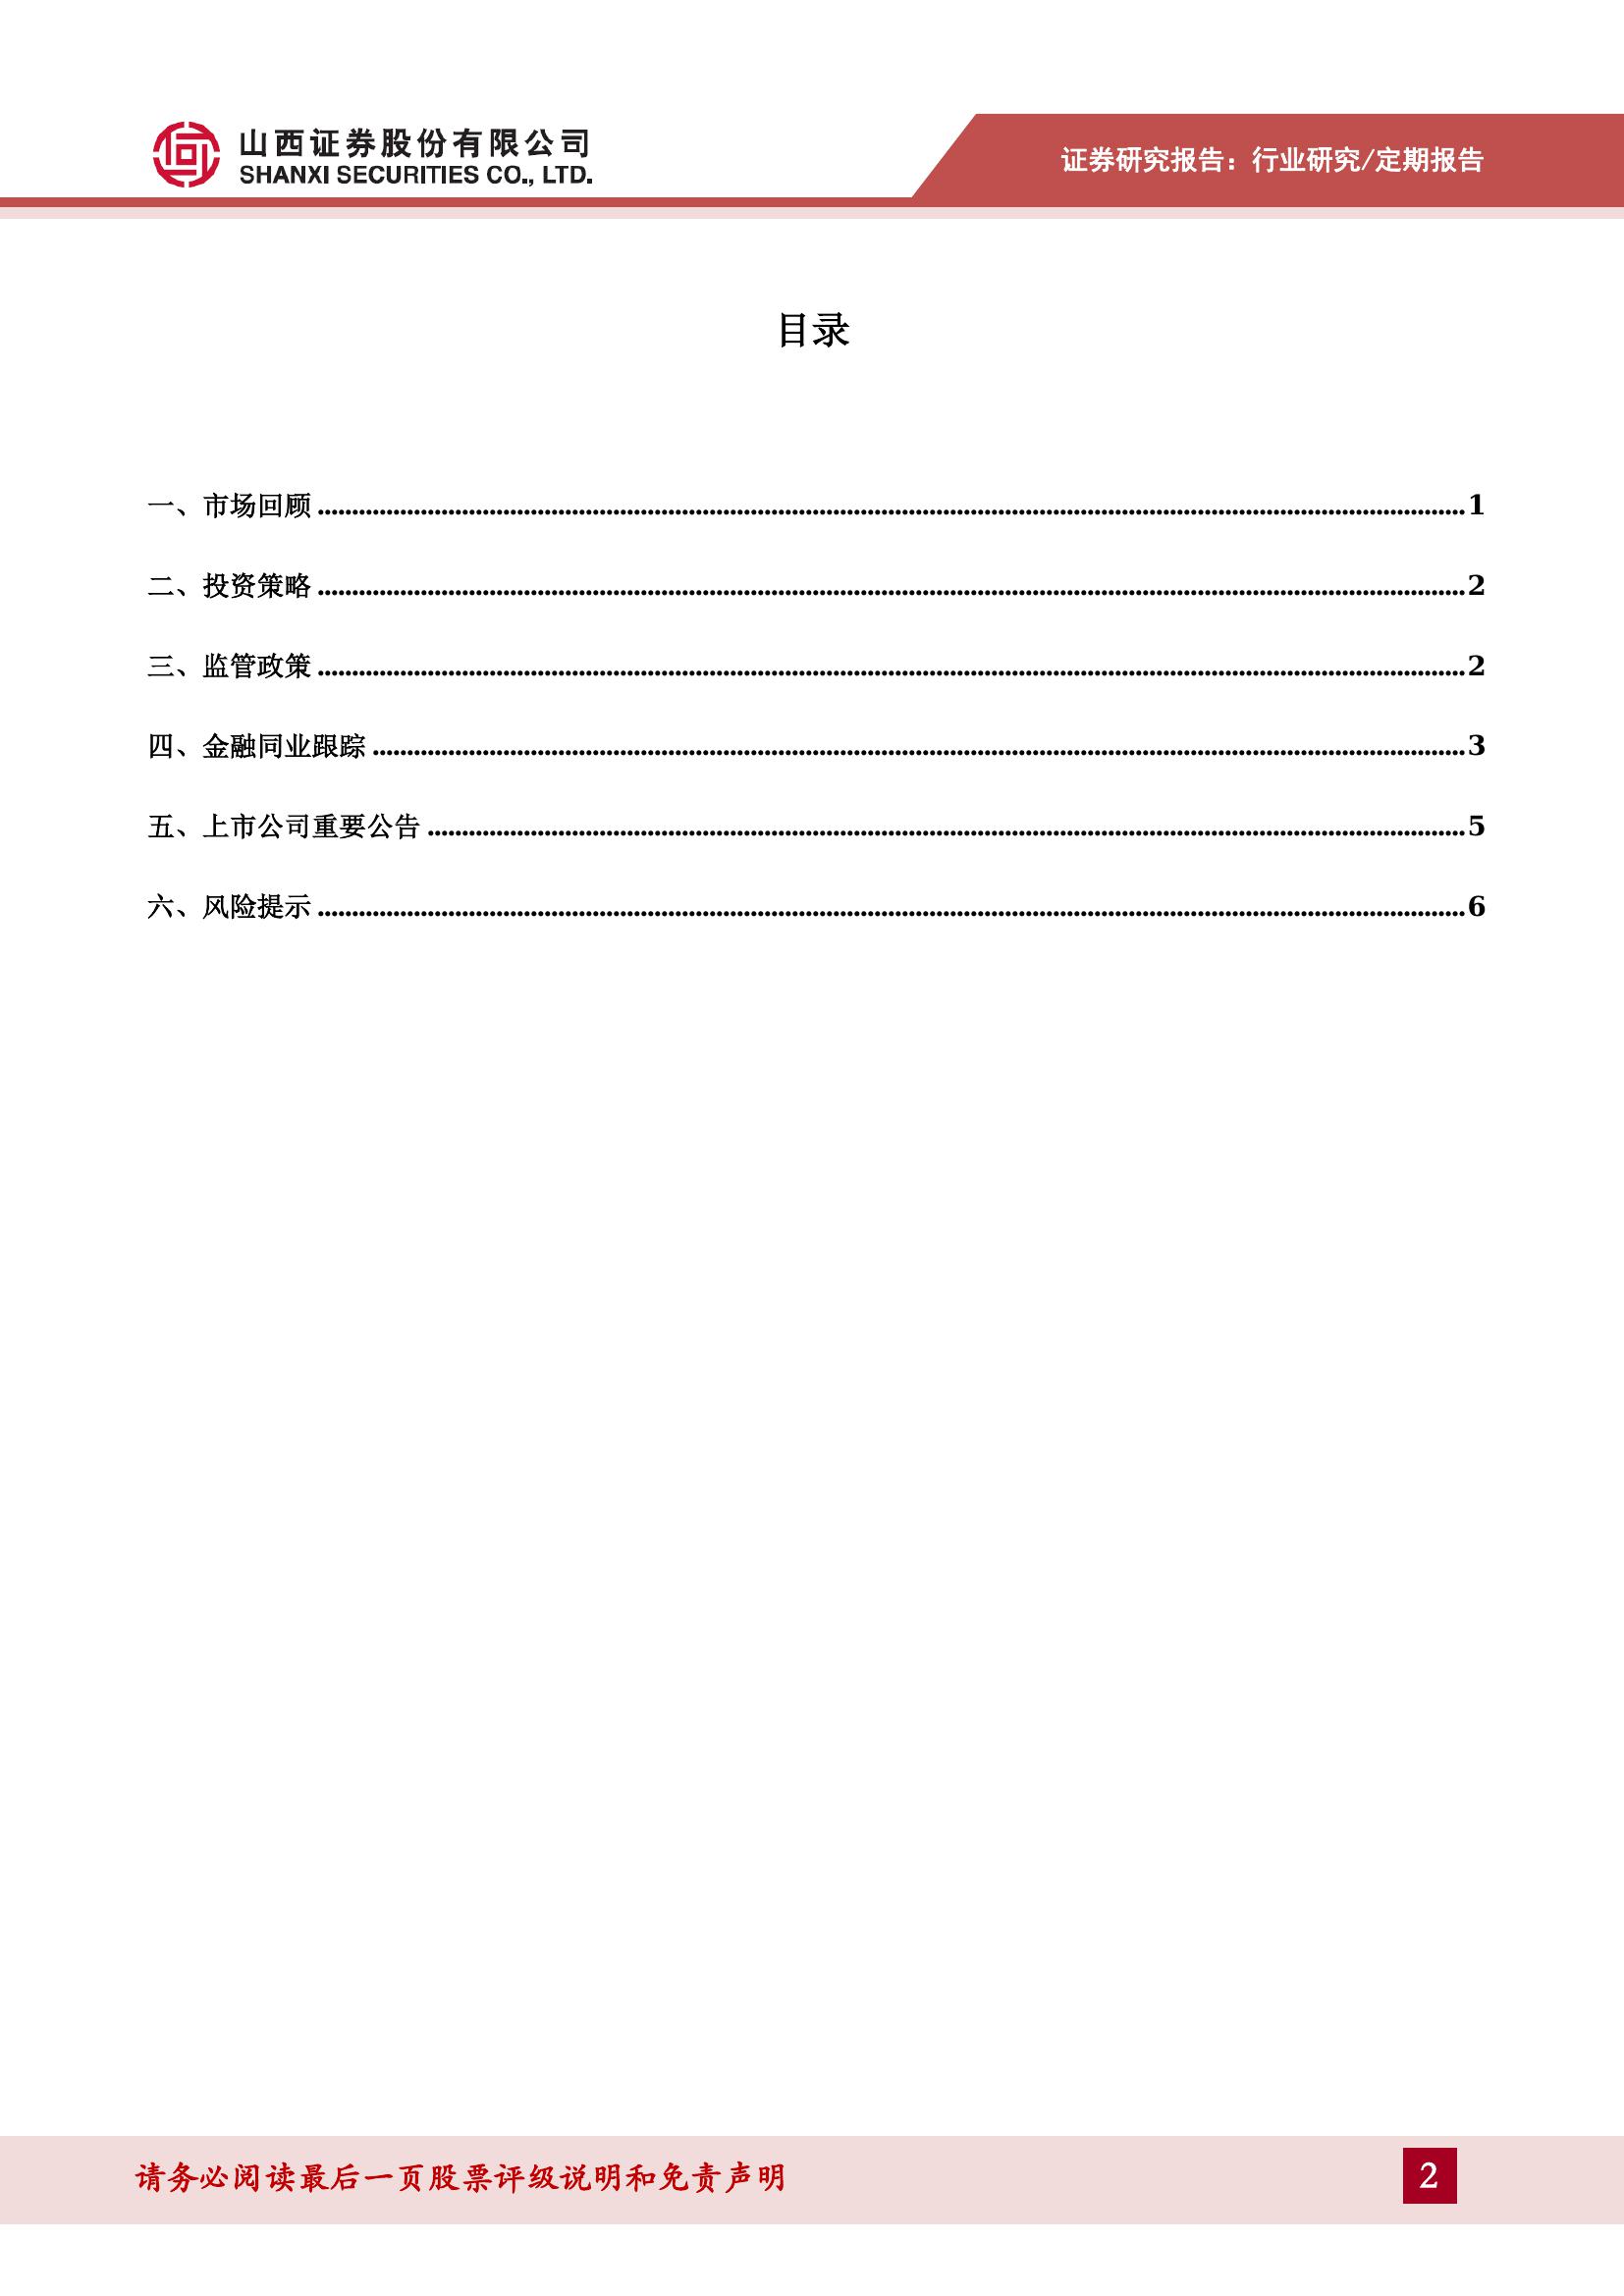 山西证券股份有限公司
SHANXI SECURITIES CO., LTD.
证券研究报告：行业研究/定期报告
目录
一、市场回顾 1
二、投资策略 2
三、监管政策 2
四、金融同业跟踪 3
五、上市公司重要公告 5
六、风险提示 6
请务必阅读最后一页股票评级说明和免责声明
2